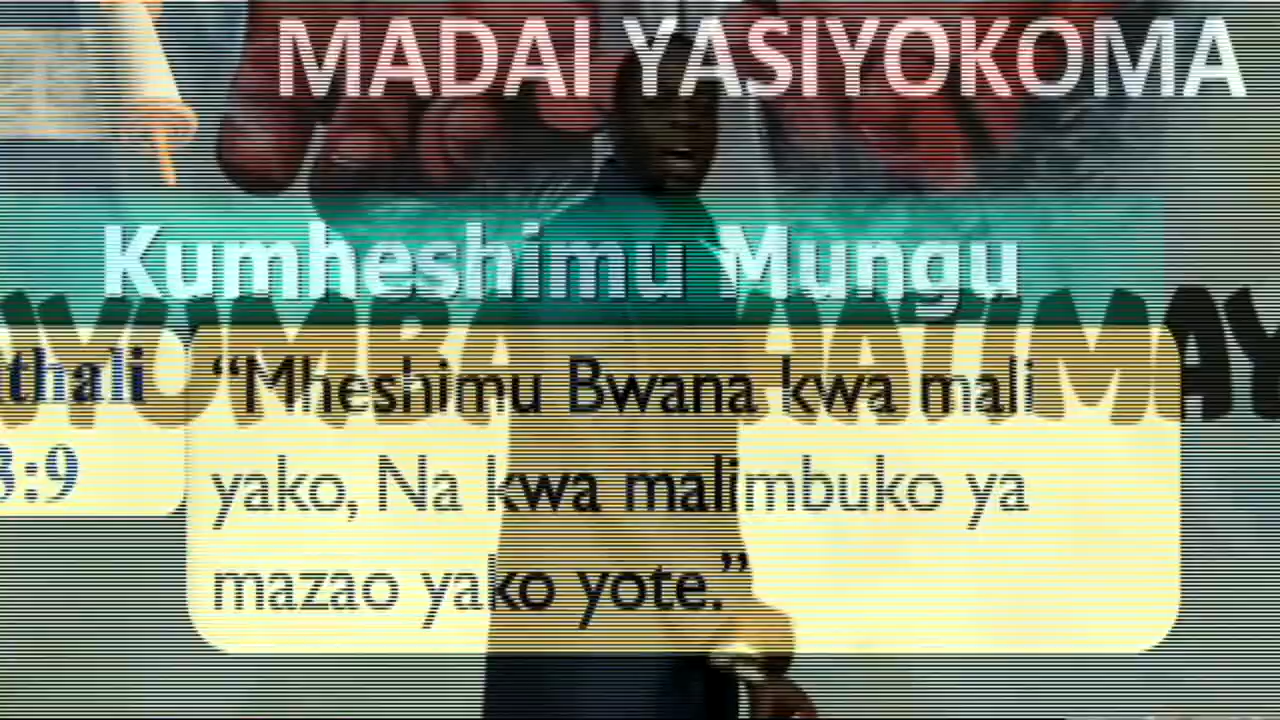 MADAI YASIYOKOMA
Kumheshimu Mungu
thali
3:9
“Mheshimu Bwana kwa mali
yako, Na kwa malimbuko ya
mazao yako yote.”